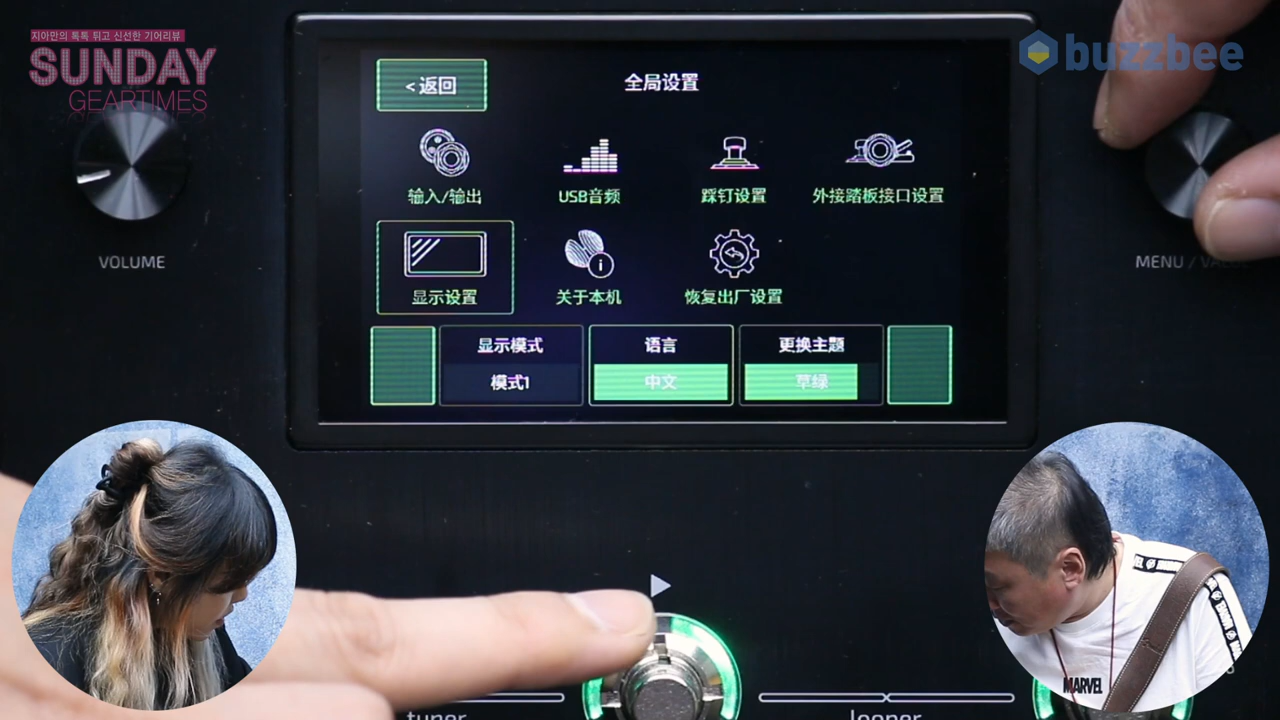 지아만의 톡톡 튀고 신선한 기어리뷰
SUNDAY
GEARTIMES
buzzbee
<返回
全局设置
输入/输出
USB音频
踩钉设置
外接踏板接口设置
显示设置
关于本机
恢复出厂设置
显示模式
语言
更换主题
模式1
中文
草绿
VOLUME
MENU /
tuner
looper
MARVEL